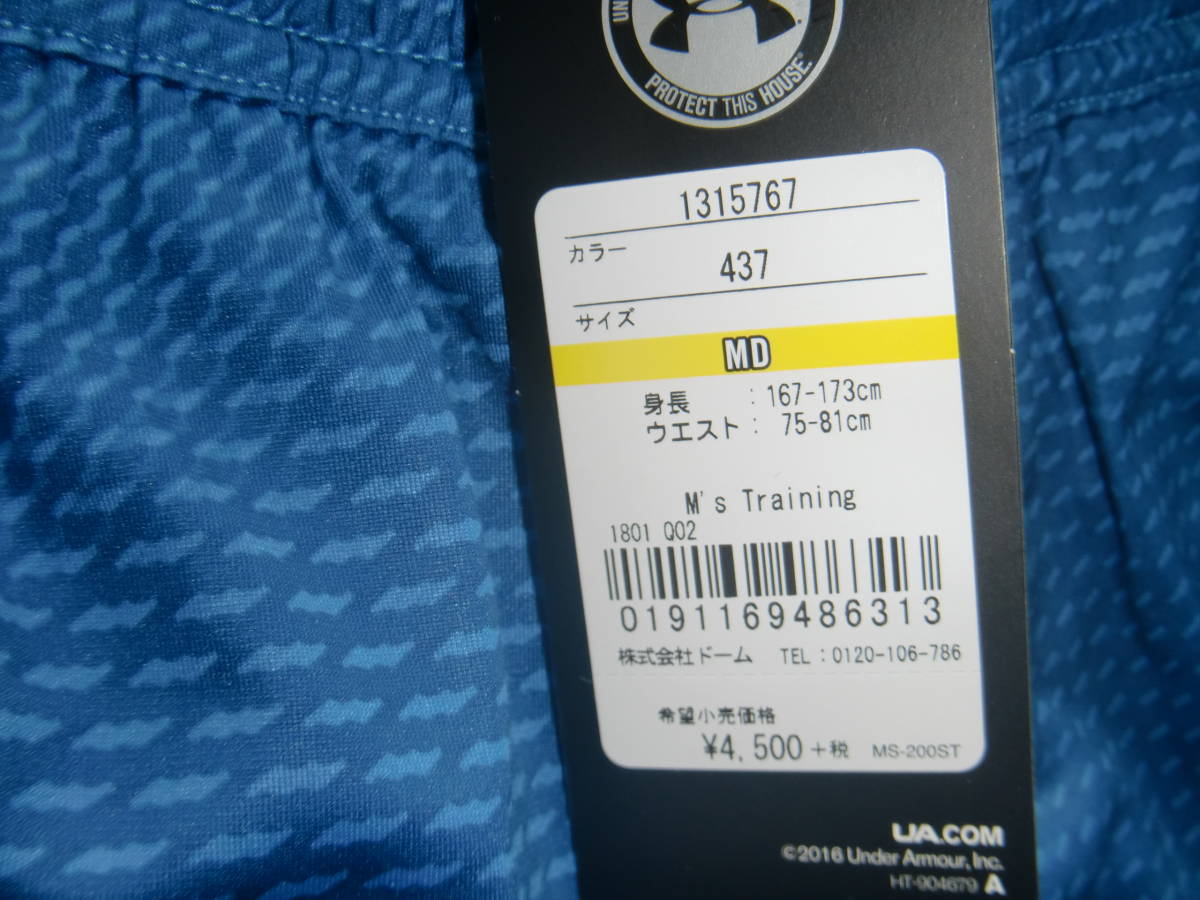 PROTECT THIS HOUSE.
1315767
カラー
437
サイズ
MD
身長 : 167-173cm
ウエスト : 75-81cm
M's Training
1801 Q02
0191169486313
株式会社ドーム TEL : 0120-106-786
希望小売価格
¥4,500 +税 MS-200ST
UA.COM
©2016 Under Armour, Inc.
HT-904679 A